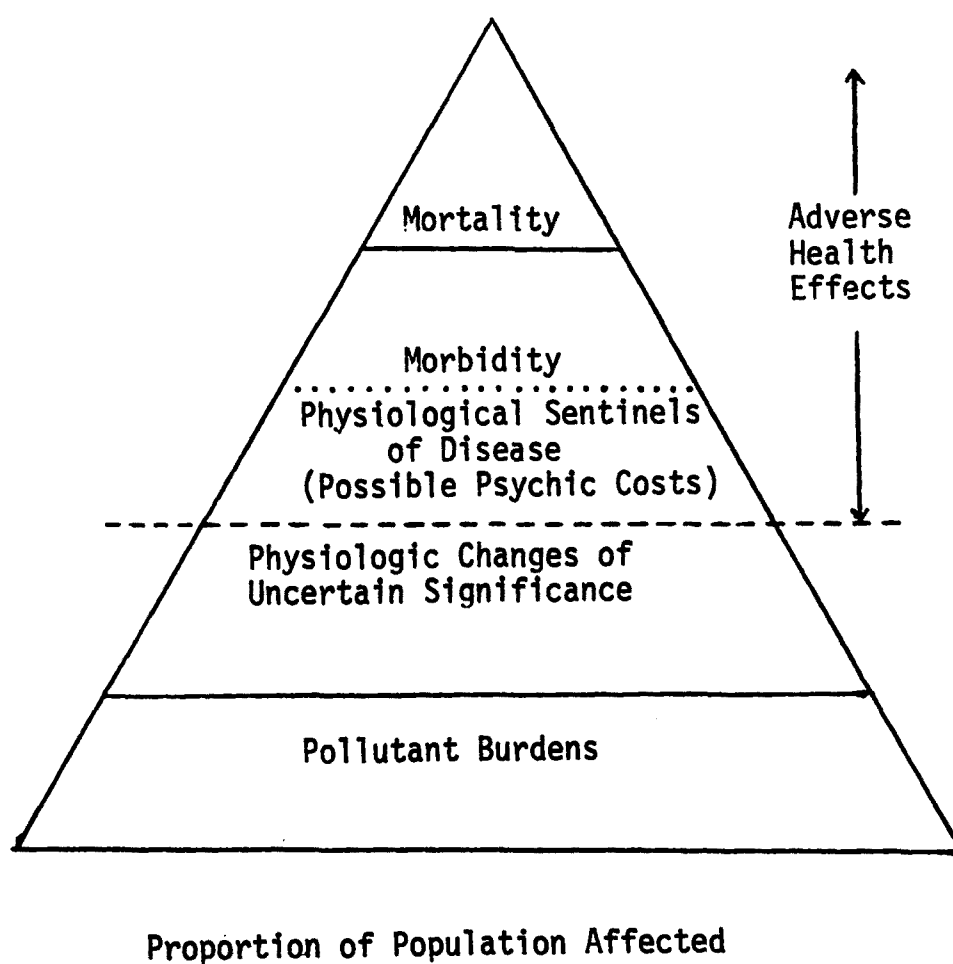 Mortality
Adverse
Health
Effects
Morbidity
Physiological Sentinels
of Disease
(Possible Psychic Costs)
Physiologic Changes of
Uncertain Significance
Pollutant Burdens
Proportion of Population Affected